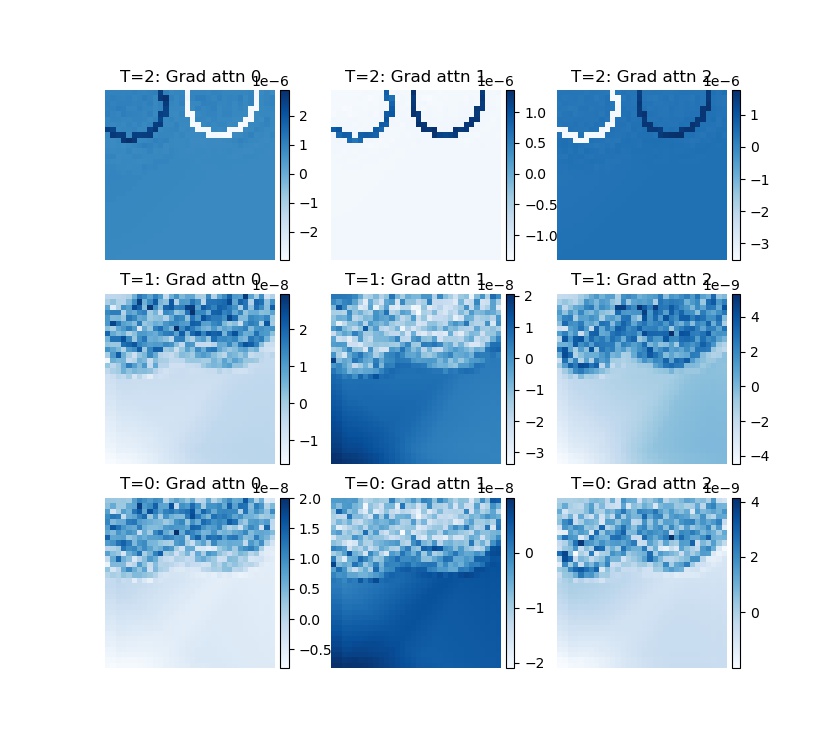 T=2: Grad attn 0
1e−6
T=2: Grad attn 1
1e−6
T=2: Grad attn 2
1e−6
2
1
0
−1
−2
1.0
0.5
0.0
−0.5
−1.0
1
0
−1
−2
−3
T=1: Grad attn 0
1e−8
T=1: Grad attn 1
1e−8
T=1: Grad attn 2
1e−9
2
1
0
−1
2
1
0
−1
−2
−3
4
2
0
−2
−4
T=0: Grad attn 0
1e−8
T=0: Grad attn 1
1e−8
T=0: Grad attn 2
1e−9
2.0
1.5
1.0
0.5
0.0
−0.5
0
−1
−2
4
2
0